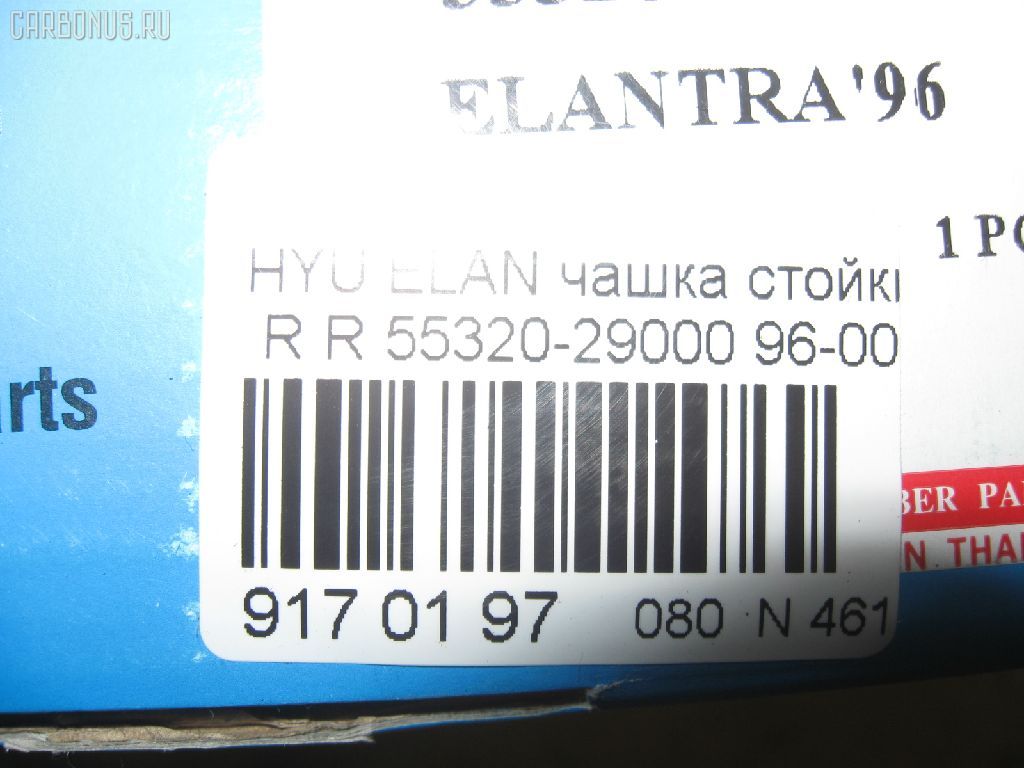 CARBONUS.RU
ELANTRA'96
1 PC
HYU ELAN чашка стойки
R R 55320-29000 96-00
arts
BER PA
N THA
917 01 97 080 N 461